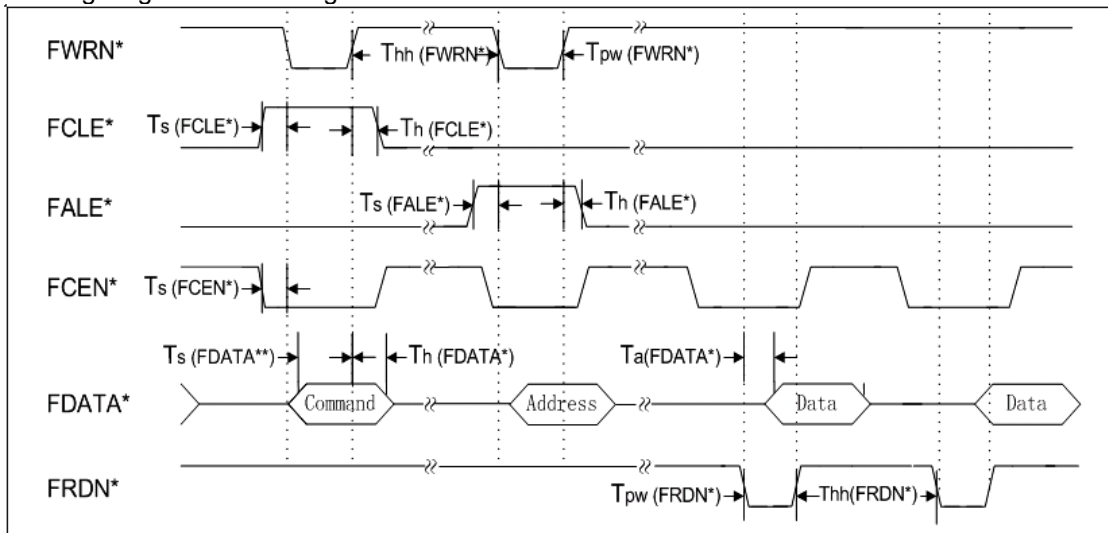 FWRN*
Thh (FWRN*)
Tpw (FWRN*)
FCLE*
Ts (FCLE*)
Th (FCLE*)
FALE*
Ts (FALE*)
Th (FALE*)
FCEN*
Ts (FCEN*)
Ts (FDATA**)
Th (FDATA*)
Ta(FDATA*)
FDATA*
Command
Address
Data
Data
FRDN*
Tpw (FRDN*)
Thh(FRDN*)